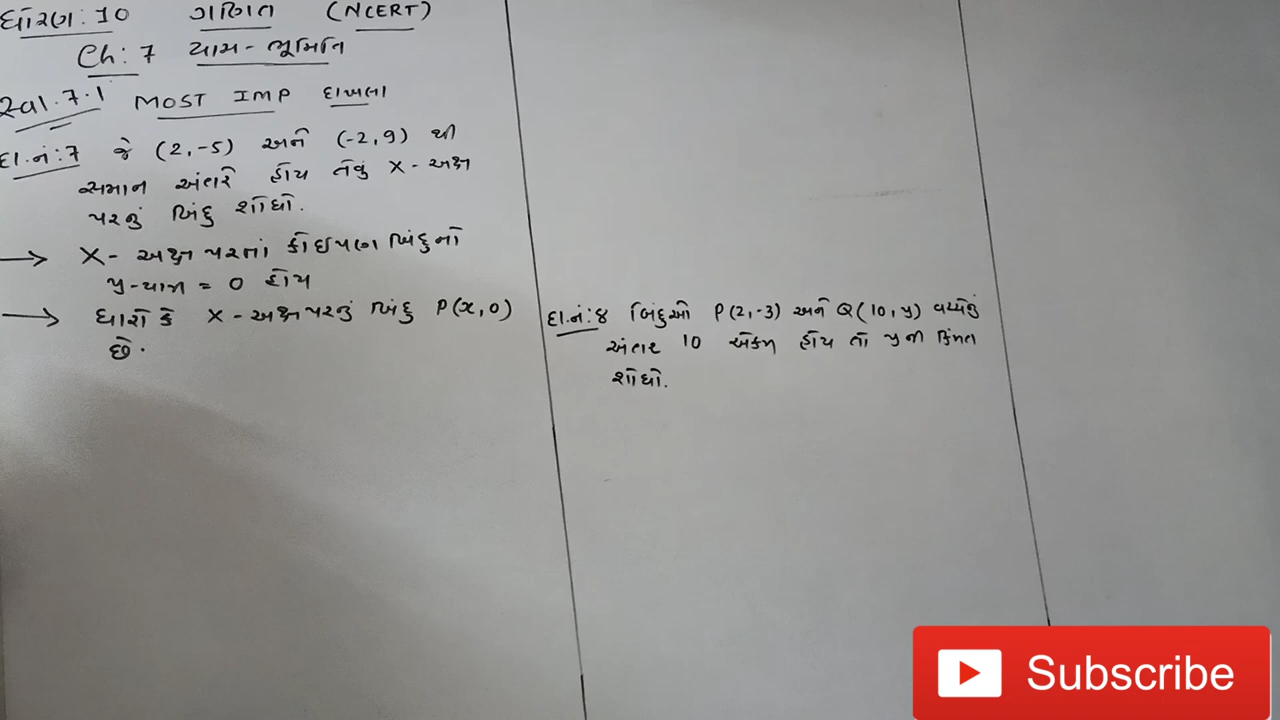 ધોરણ: 10 ગણિત (NCERT)
Ch: 7 યામ - ભૂમિતિ
સ્વા. 7.1 MOST IMP દાખલા
દા.નં:7 જે (2,-5) અને (-2,9) થી
સમાન અંતરે હોય તેવું X-અક્ષ
પરનું બિંદુ શોધો.
→ X- અક્ષ પરનાં કોઈપણ બિંદુનો
y-યામ = 0 હોય
→ ધારો કે X-અક્ષ પરનું બિંદુ P(x,0)
છે.
દા.નં:8 બિંદુઓ P(2,-3) અને Q(10,y) વચ્ચેનું
અંતર 10 એકમ હોય તો y ની કિંમત
શોધો.
Subscribe